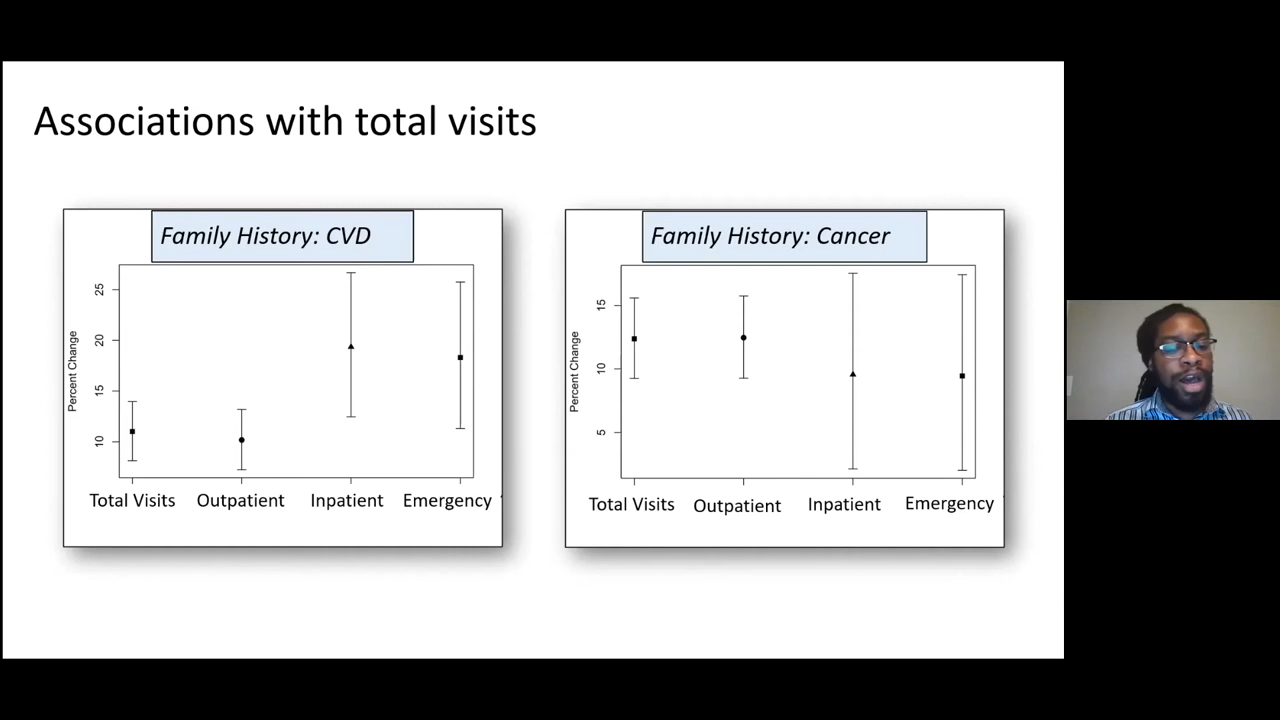 Associations with total visits
Family History: CVD
Percent Change
25
20
15
10
Total Visits Outpatient Inpatient Emergency
Family History: Cancer
Percent Change
15
10
5
Total Visits Outpatient Inpatient Emergency